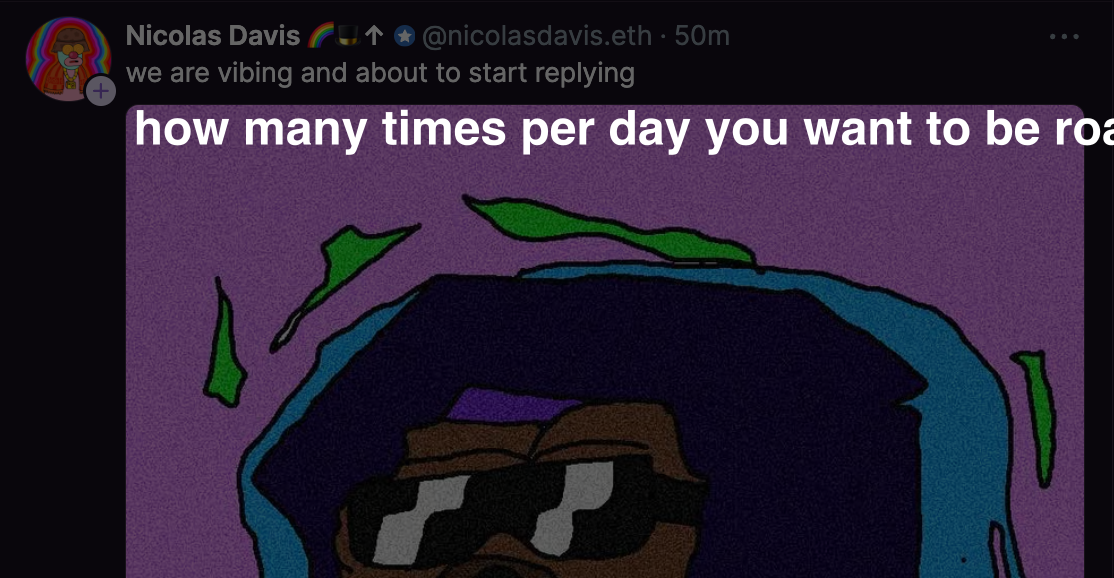 Nicolas Davis 🌈🎩↑ @nicolasdavis.eth · 50m
we are vibing and about to start replying
how many times per day you want to be roa